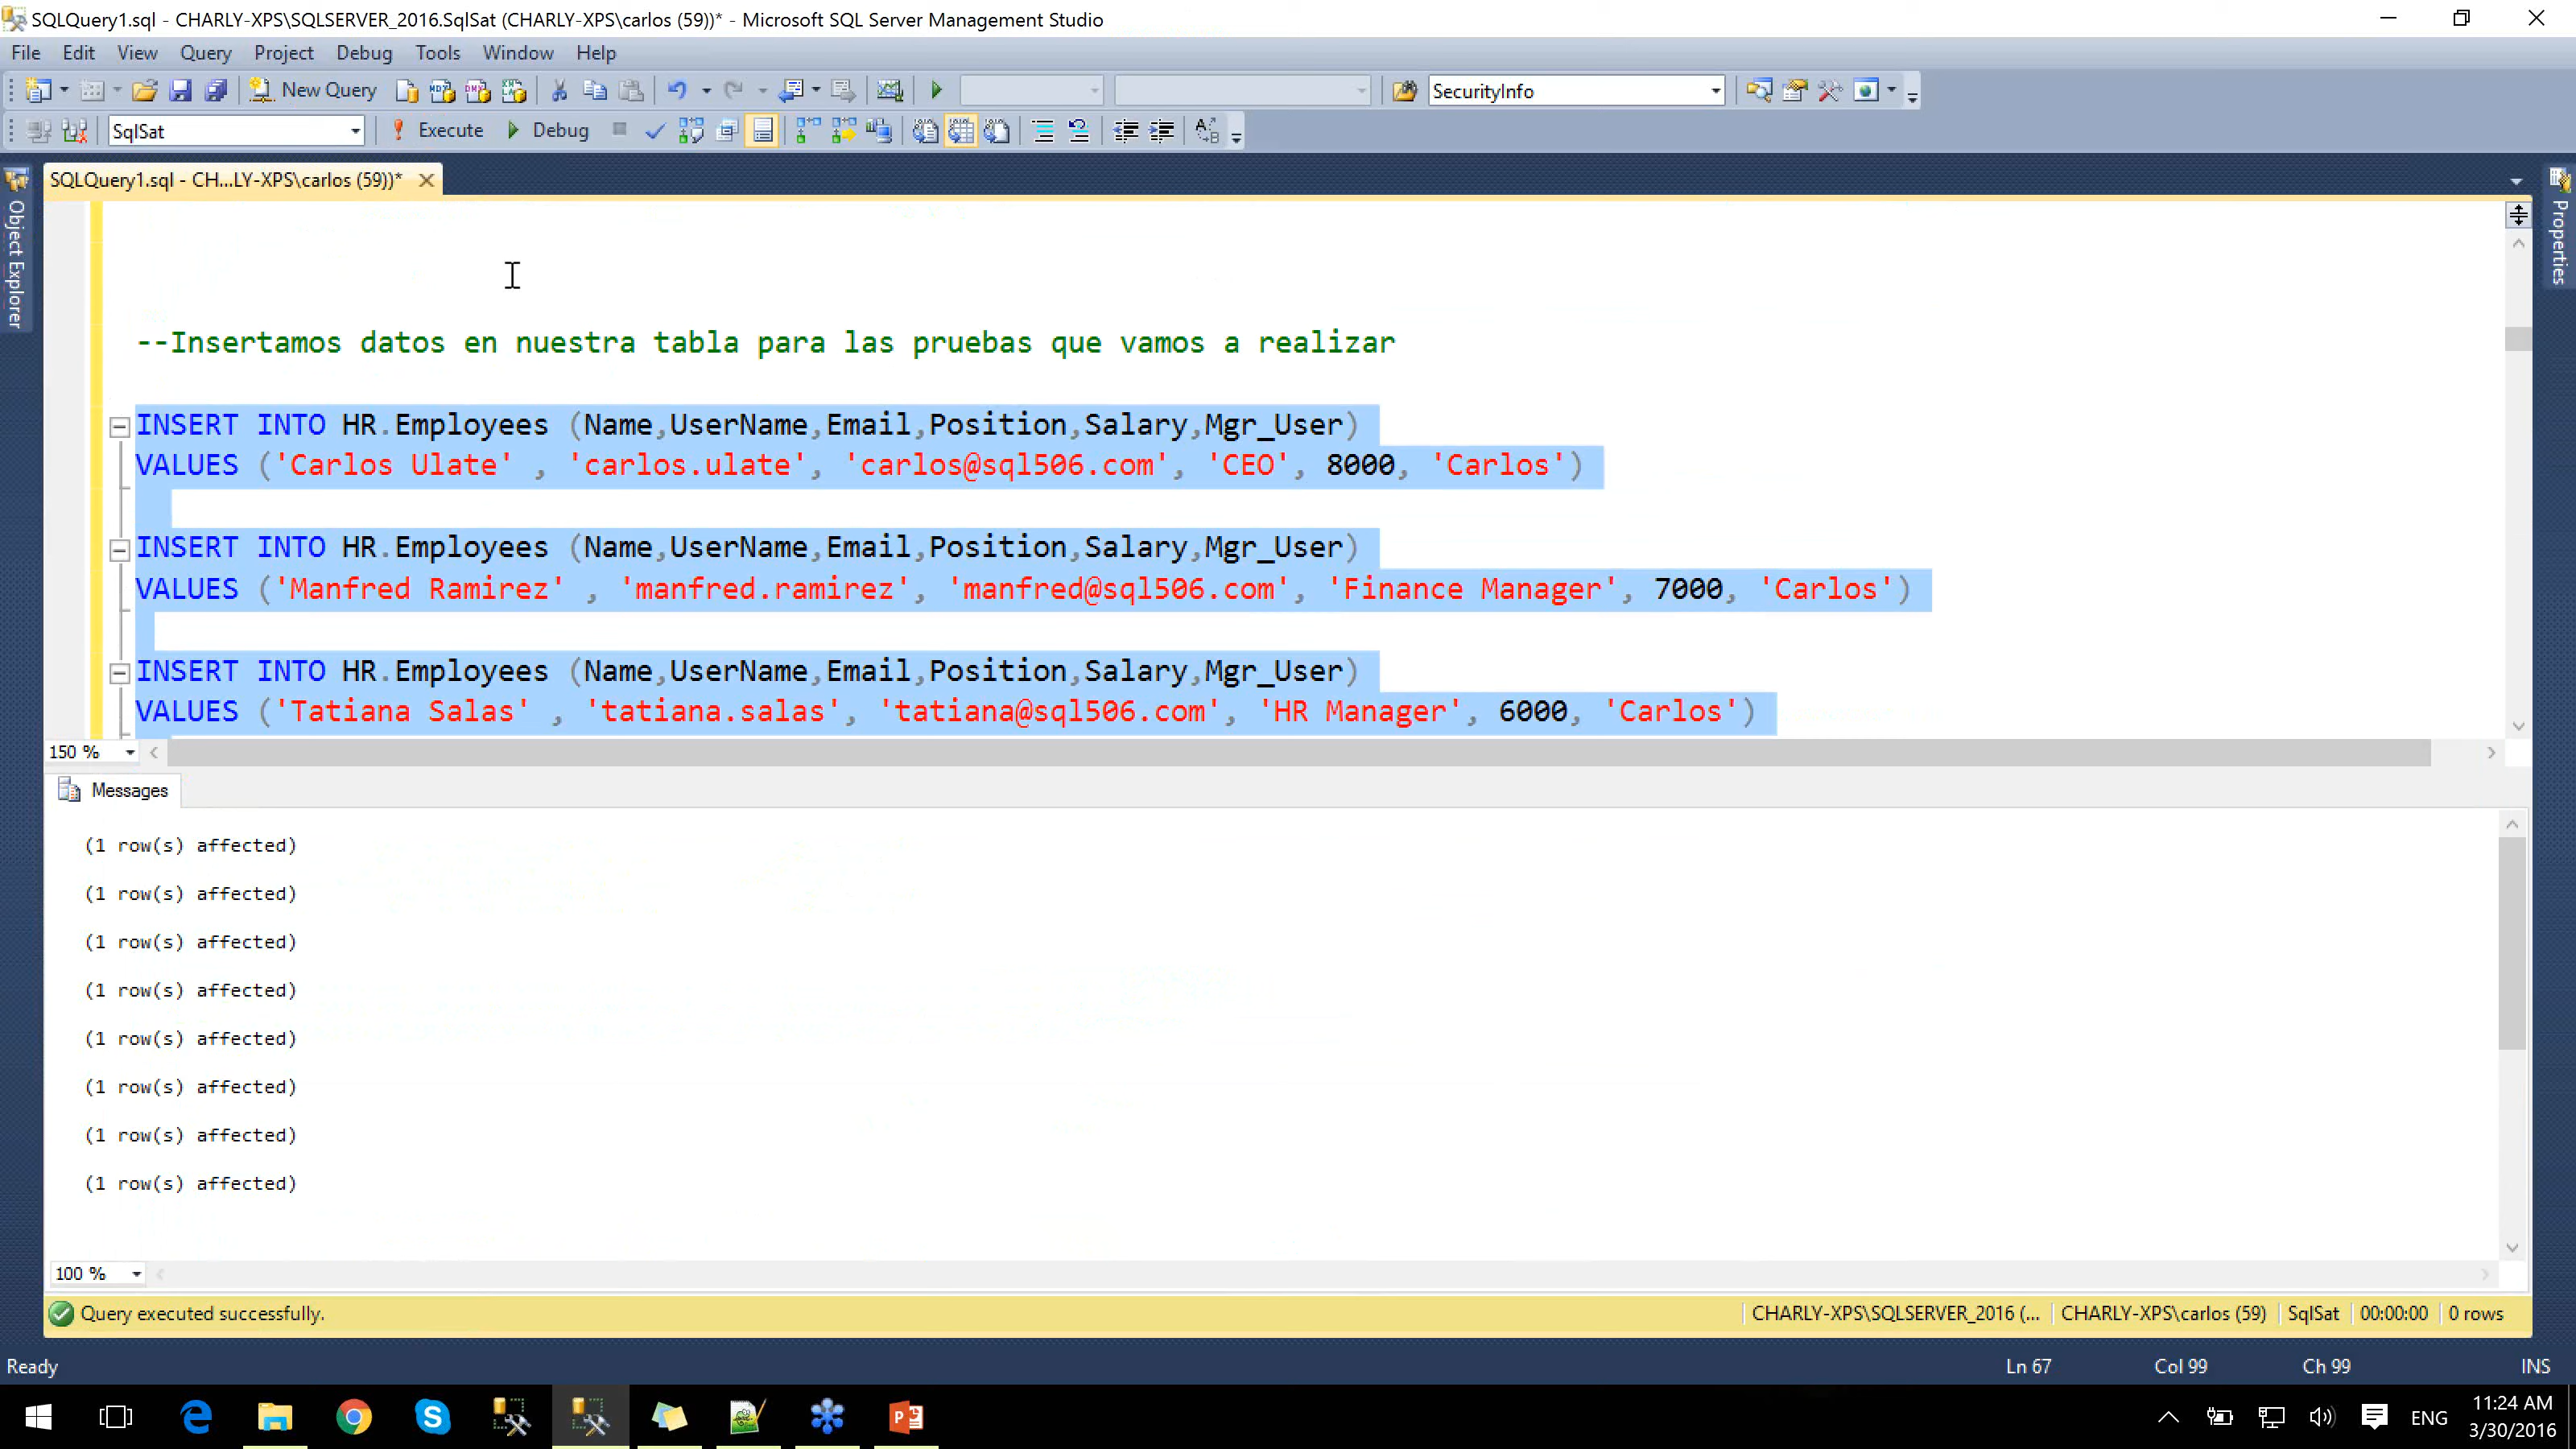 SQLQuery1.sql - CHARLY-XPS\SQLSERVER_2016.SqlSat (CHARLY-XPS\carlos (59))* - Microsoft SQL Server Management Studio
File Edit View Query Project Debug Tools Window Help
New Query SecurityInfo
SqlSat Execute Debug
SQLQuery1.sql - CH...LY-XPS\carlos (59))*
Object Explorer
Properties
--Insertamos datos en nuestra tabla para las pruebas que vamos a realizar
INSERT INTO HR.Employees (Name,UserName,Email,Position,Salary,Mgr_User)
VALUES ('Carlos Ulate' , 'carlos.ulate', 'carlos@sql506.com', 'CEO', 8000, 'Carlos')
INSERT INTO HR.Employees (Name,UserName,Email,Position,Salary,Mgr_User)
VALUES ('Manfred Ramirez' , 'manfred.ramirez', 'manfred@sql506.com', 'Finance Manager', 7000, 'Carlos')
INSERT INTO HR.Employees (Name,UserName,Email,Position,Salary,Mgr_User)
VALUES ('Tatiana Salas' , 'tatiana.salas', 'tatiana@sql506.com', 'HR Manager', 6000, 'Carlos')
150 %
Messages
(1 row(s) affected)
(1 row(s) affected)
(1 row(s) affected)
(1 row(s) affected)
(1 row(s) affected)
(1 row(s) affected)
(1 row(s) affected)
(1 row(s) affected)
100 %
Query executed successfully. CHARLY-XPS\SQLSERVER_2016 (... CHARLY-XPS\carlos (59) SqlSat 00:00:00 0 rows
Ready Ln 67 Col 99 Ch 99 INS
ENG 11:24 AM
3/30/2016